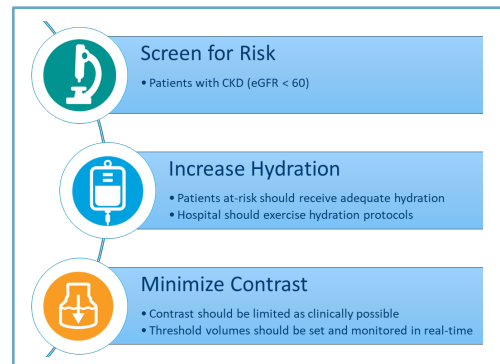 Screen for Risk
• Patients with CKD (eGFR < 60)
Increase Hydration
• Patients at-risk should receive adequate hydration
• Hospital should exercise hydration protocols
Minimize Contrast
• Contrast should be limited as clinically possible
• Threshold volumes should be set and monitored in real-time